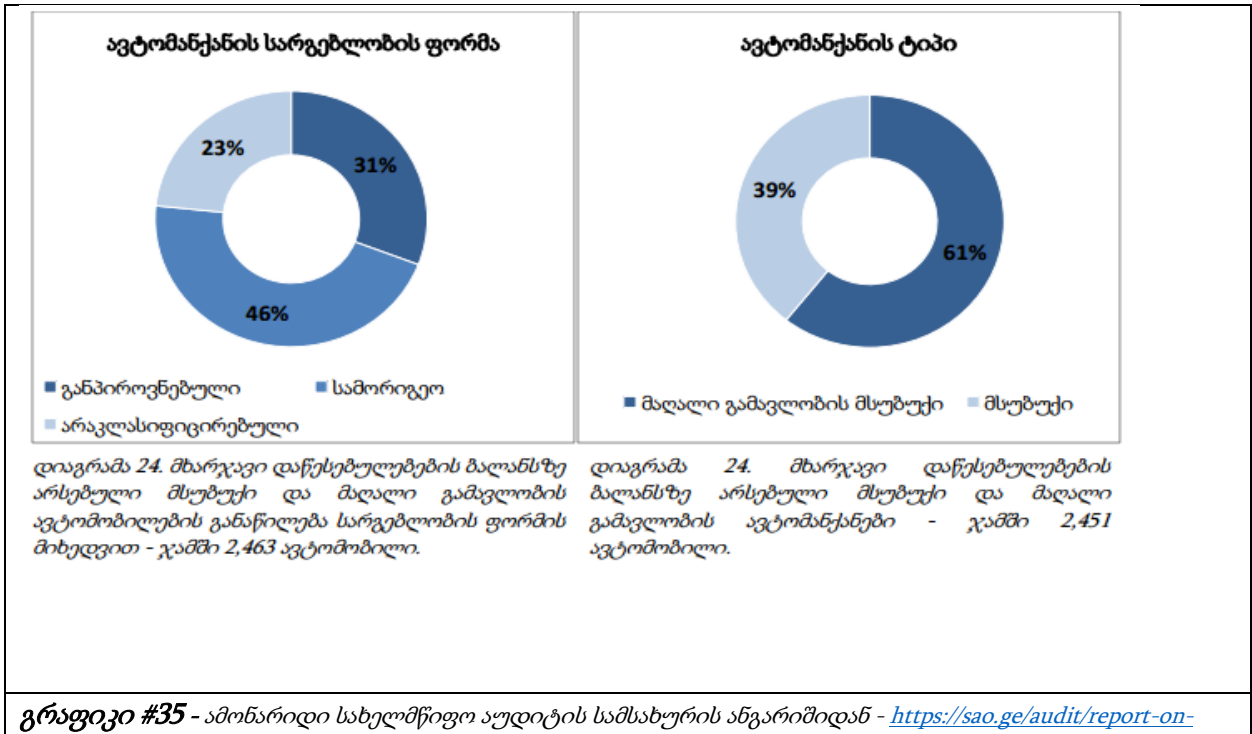 ავტომანქანის სარგებლობის ფორმა
23%
31%
46%
განპიროვნებული
სამორიგეო
არაკლასიფიცირებული
ავტომანქანის ტიპი
39%
61%
მაღალი გამავლობის მსუბუქი
მსუბუქი
დიაგრამა 24. მხარჯავი დაწესებულებების ბალანსზე
არსებული მსუბუქი და მაღალი გამავლობის
ავტომობილების განაწილება სარგებლობის ფორმის
მიხედვით - ჯამში 2,463 ავტომობილი.
დიაგრამა 24. მხარჯავი დაწესებულებების
ბალანსზე არსებული მსუბუქი და მაღალი
გამავლობის ავტომანქანები - ჯამში 2,451
ავტომობილი.
გრაფიკი #35 - ამონარიდი სახელმწიფო აუდიტის სამსახურის ანგარიშიდან - https://sao.ge/audit/report-on-